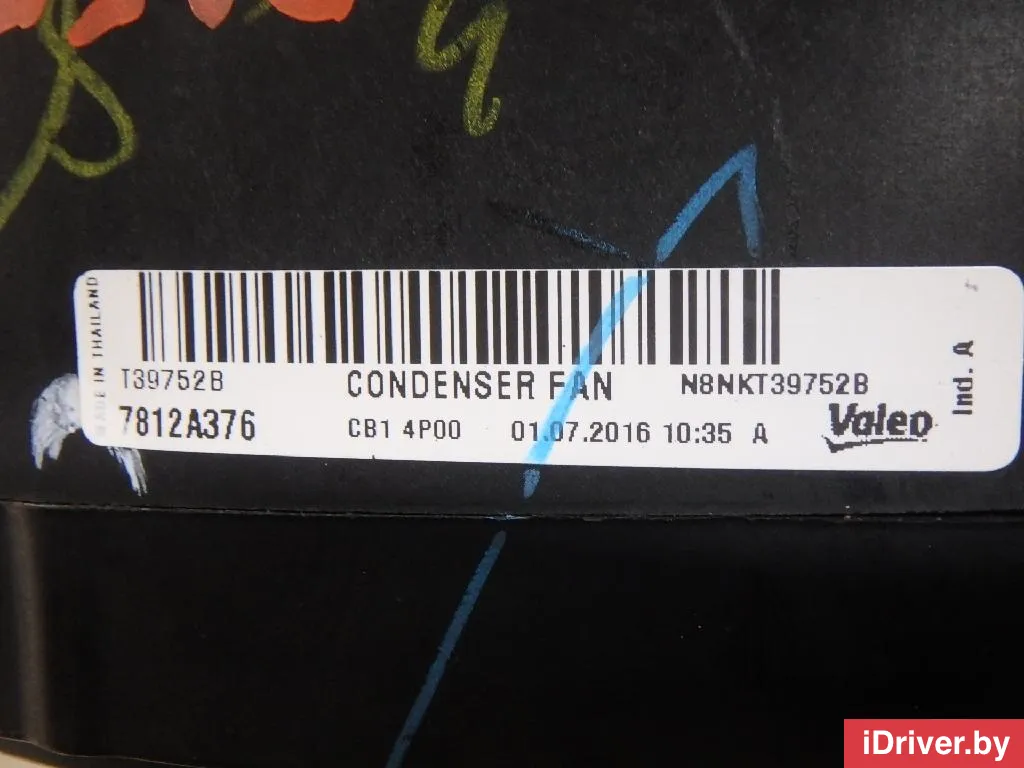 MADE IN THAILAND
T39752B CONDENSER FAN N8NKT39752B
7812A376 CB1 4P00 01.07.2016 10:35 A Valeo
Ind. A
iDriver.by